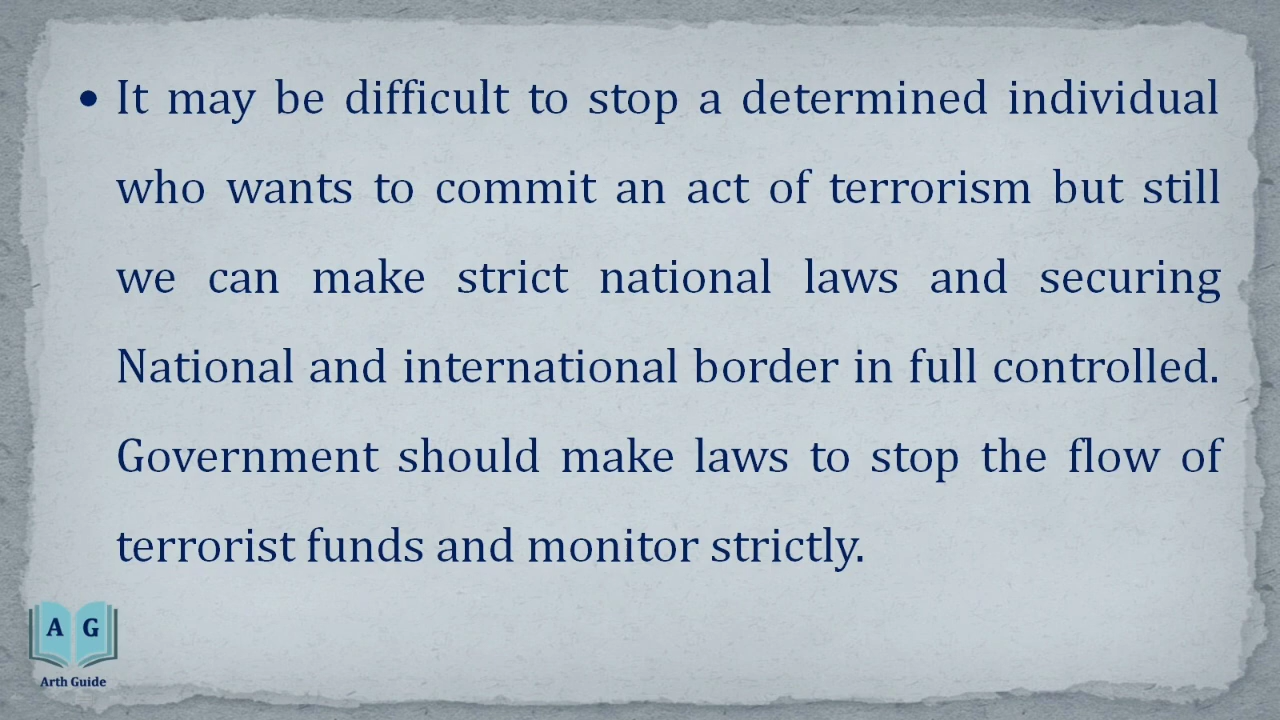 • It may be difficult to stop a determined individual
who wants to commit an act of terrorism but still
we can make strict national laws and securing
National and international border in full controlled.
Government should make laws to stop the flow of
terrorist funds and monitor strictly.
A G
Arth Guide